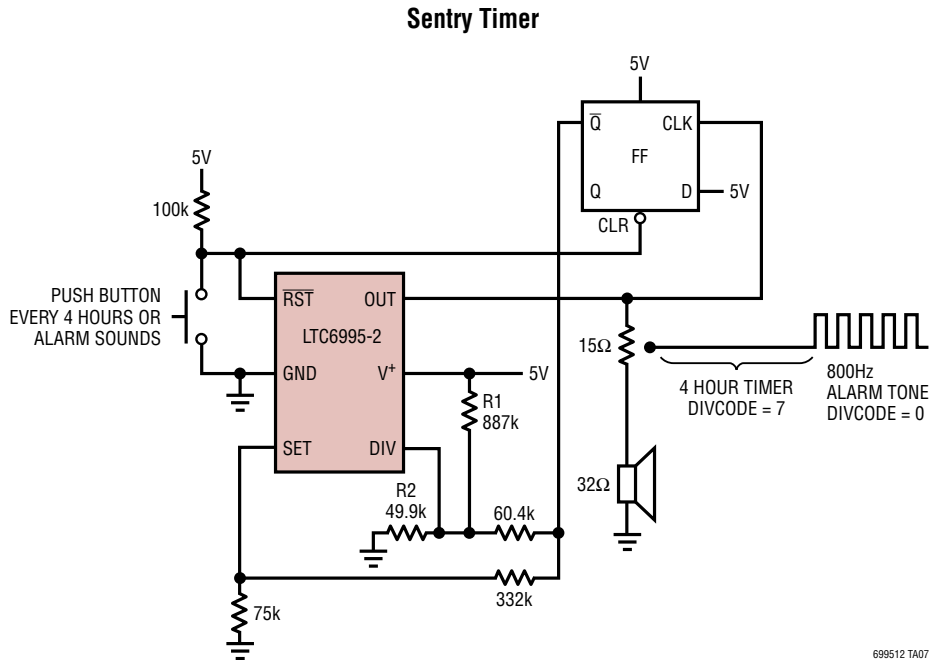 Sentry Timer
5V
Q̅
CLK
FF
Q
D
5V
CLR
5V
100k
PUSH BUTTON
EVERY 4 HOURS OR
ALARM SOUNDS
R̅S̅T̅
OUT
LTC6995-2
GND
V+
5V
SET
DIV
R1
887k
R2
49.9k
60.4k
332k
75k
15Ω
32Ω
4 HOUR TIMER
DIVCODE = 7
800Hz
ALARM TONE
DIVCODE = 0
699512 TA07